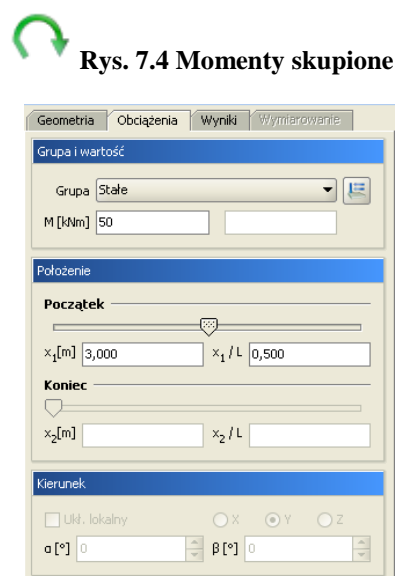 Rys. 7.4 Momenty skupione
Geometria Obciążenia Wyniki Wymiarowanie
Grupa i wartość
Grupa Stałe
M [kNm] 50
Położenie
Początek
x1[m] 3,000 x1 / L 0,500
Koniec
x2[m] x2 / L
Kierunek
Ukł. lokalny X Y Z
α [°] 0 β [°] 0